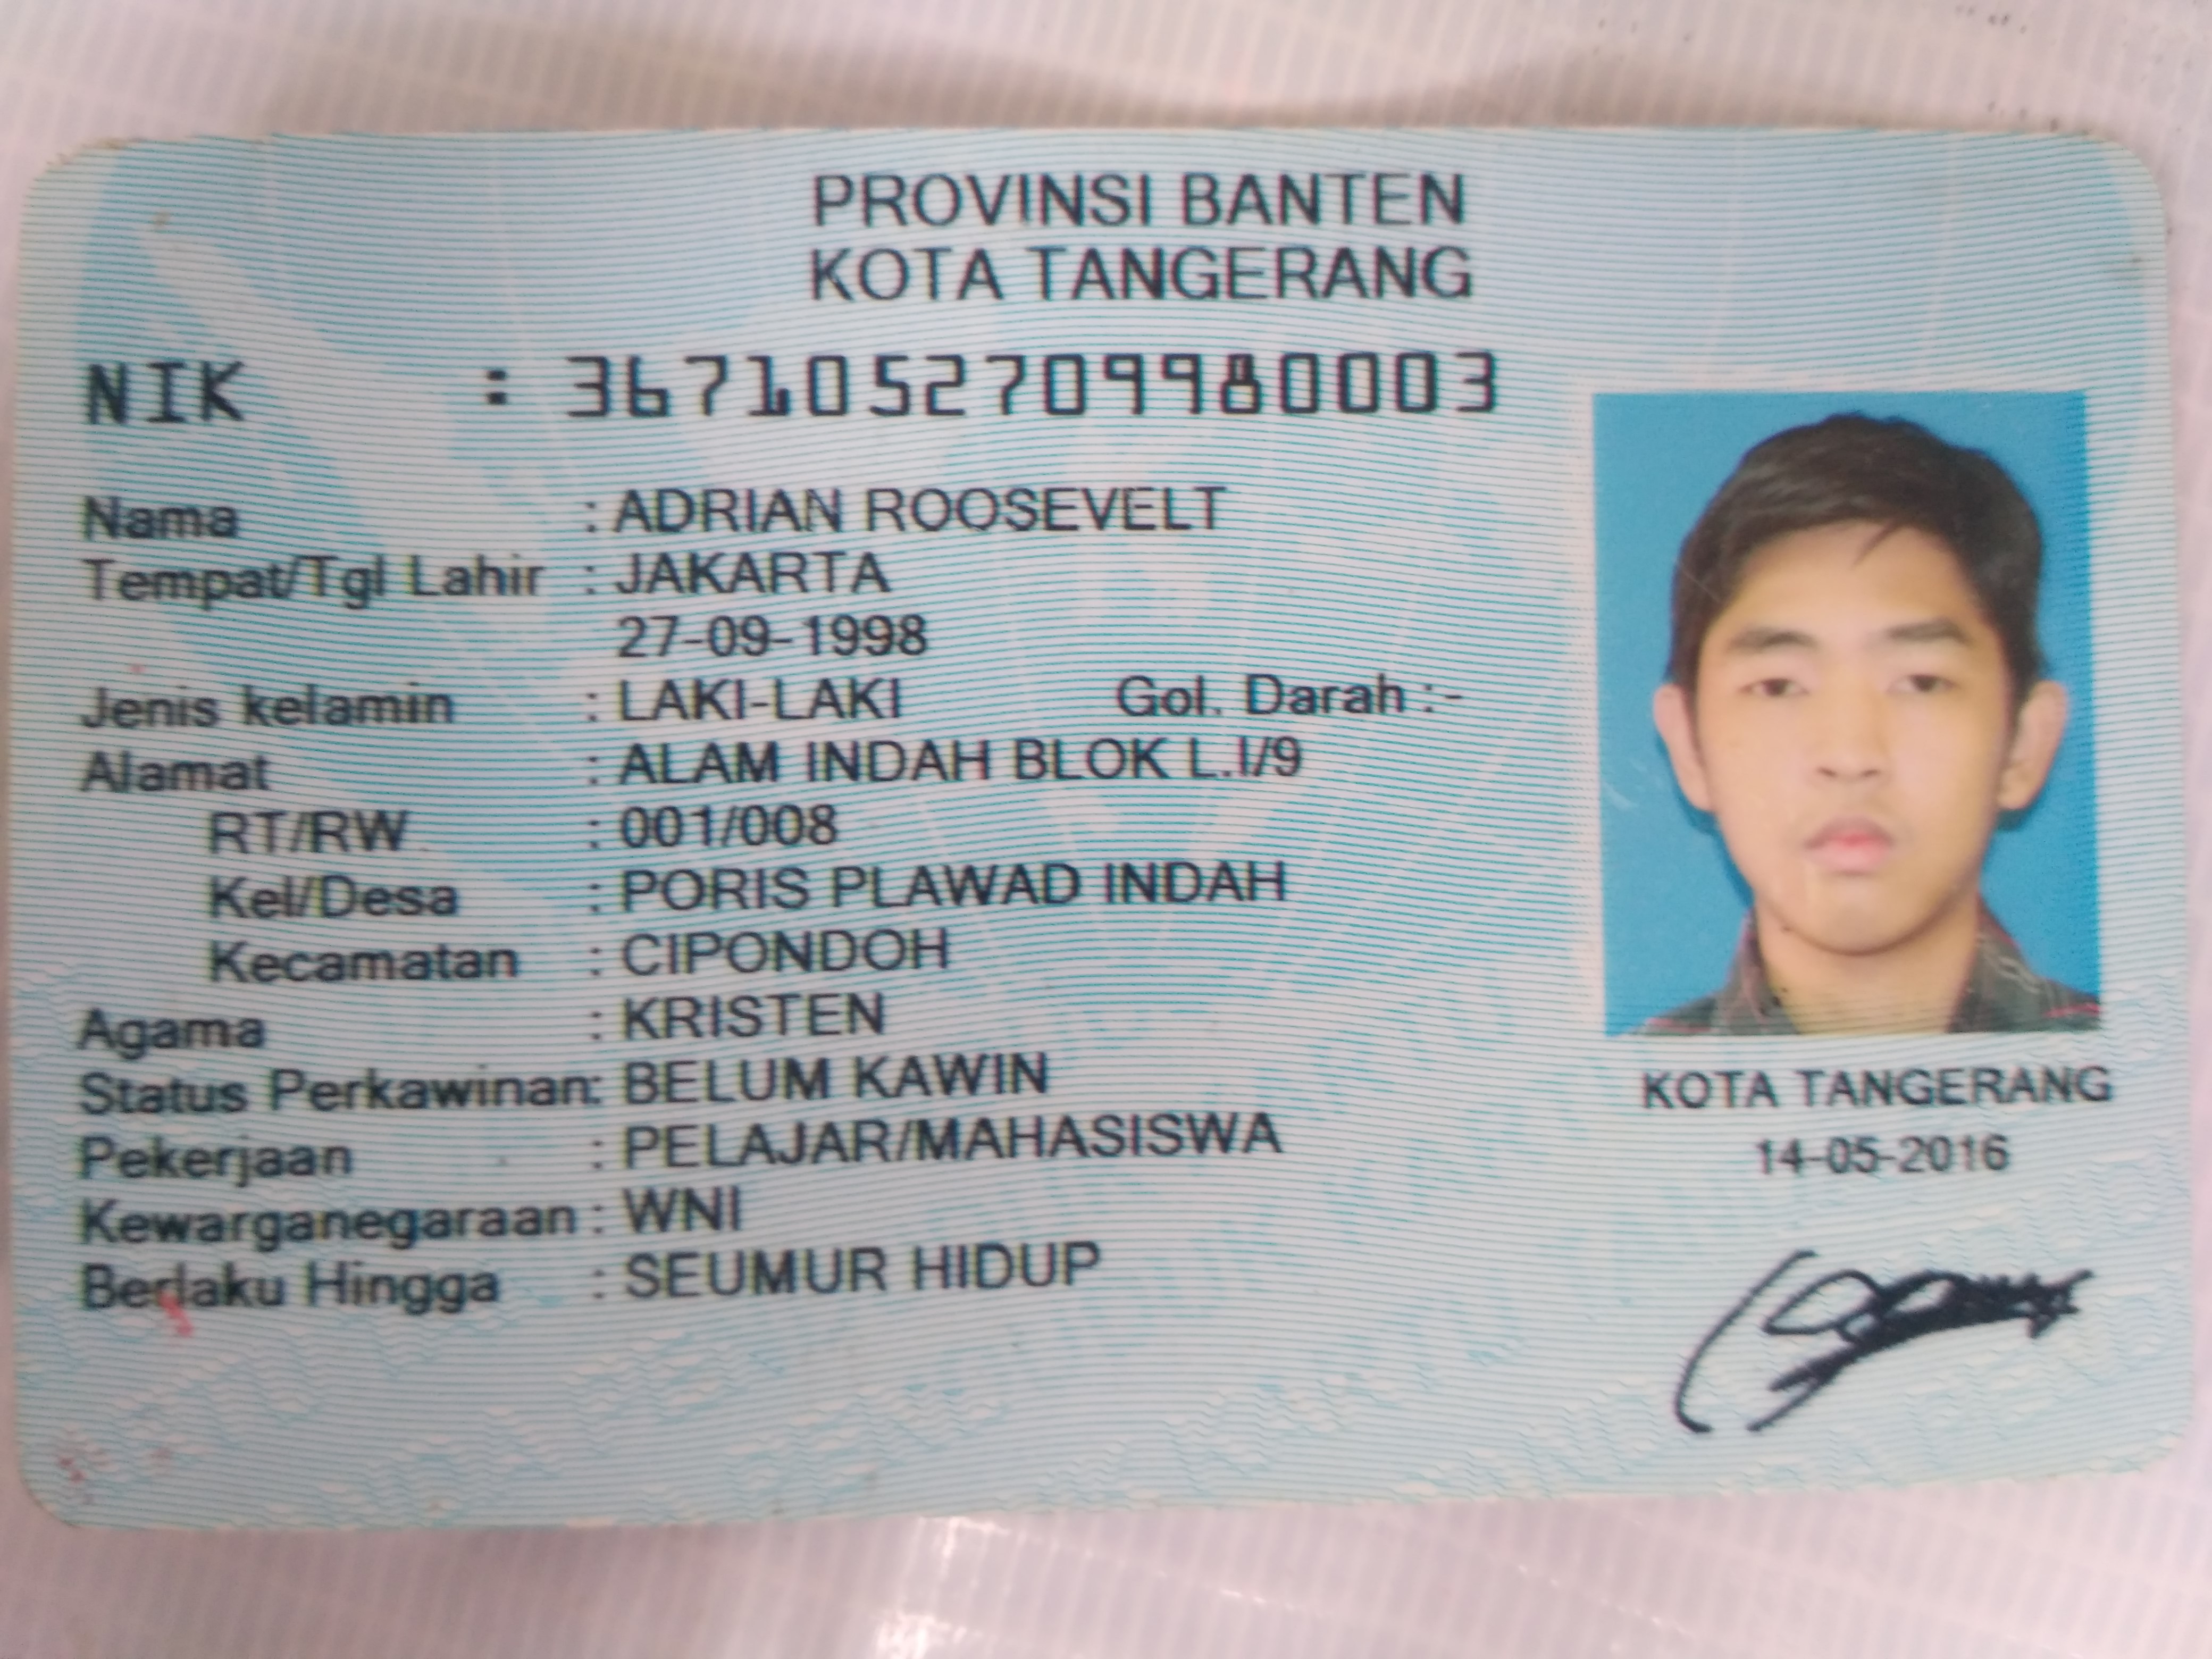 PROVINSI BANTEN
KOTA TANGERANG
NIK : 3671052709980003
Nama : ADRIAN ROOSEVELT
Tempat/Tgl Lahir : JAKARTA
27-09-1998
Jenis kelamin : LAKI-LAKI Gol. Darah :-
Alamat : ALAM INDAH BLOK L.I/9
RT/RW : 001/008
Kel/Desa : PORIS PLAWAD INDAH
Kecamatan : CIPONDOH
Agama : KRISTEN
Status Perkawinan: BELUM KAWIN
Pekerjaan : PELAJAR/MAHASISWA
Kewarganegaraan : WNI
Berlaku Hingga : SEUMUR HIDUP
KOTA TANGERANG
14-05-2016